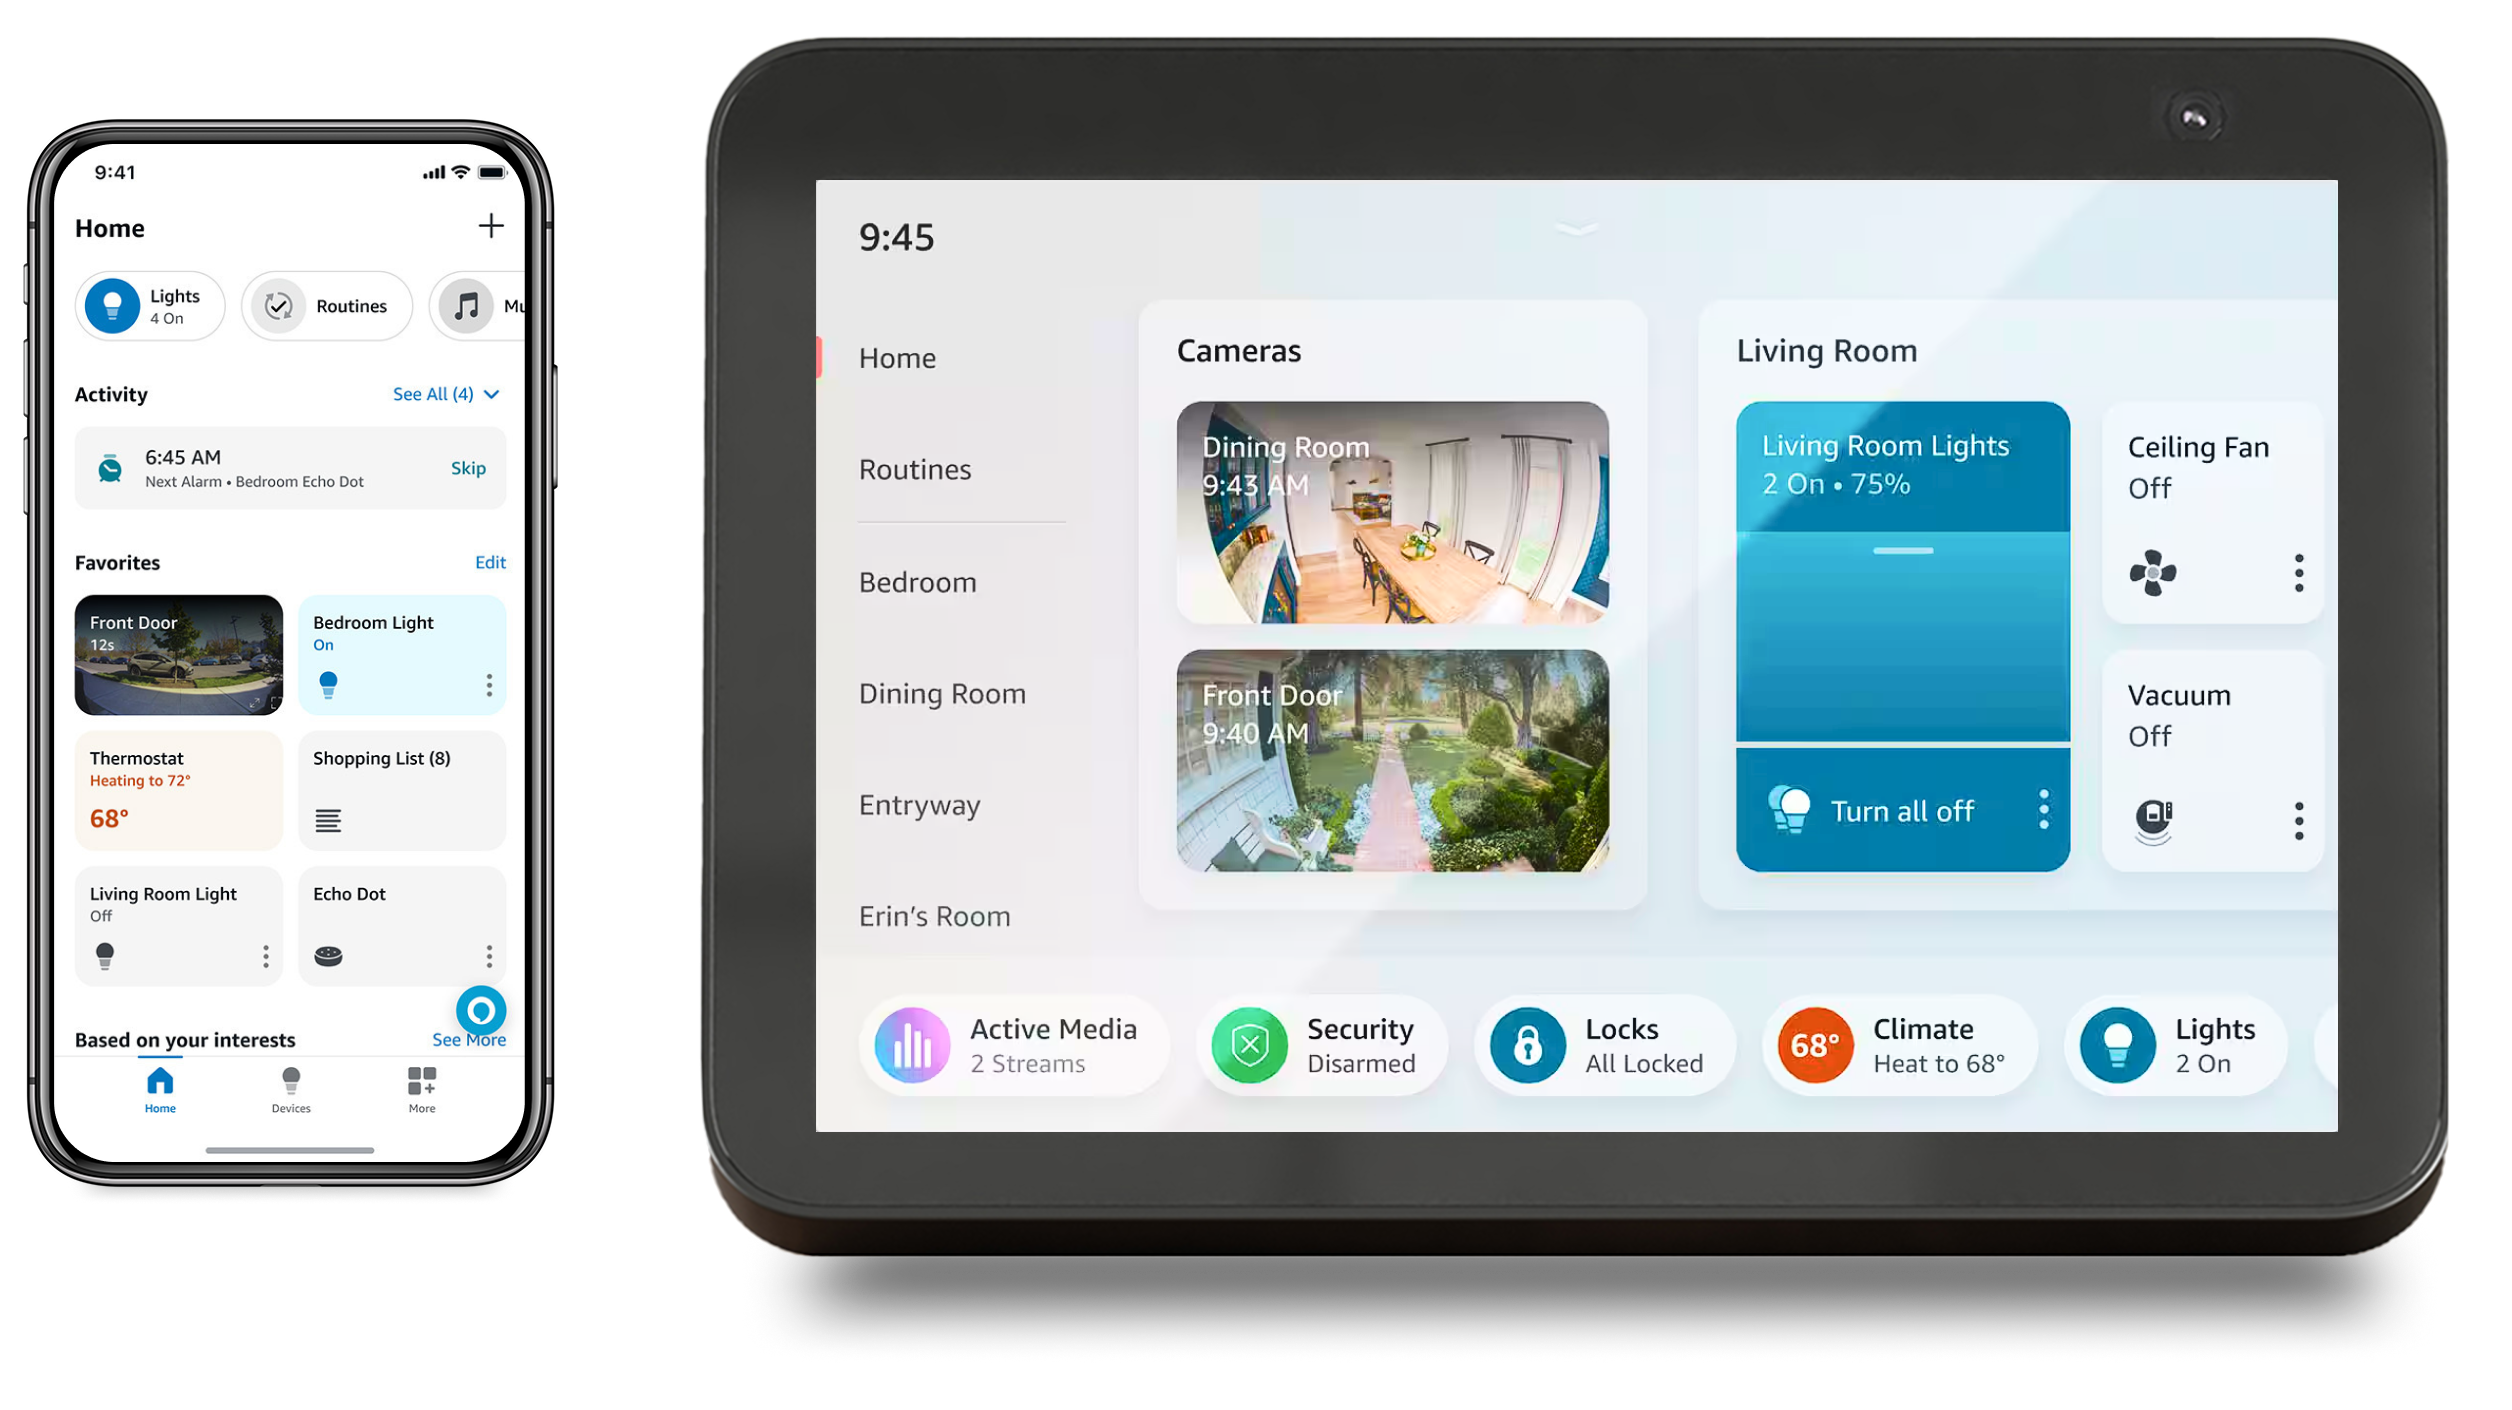 9:41
Home
Lights
4 On
Routines
Mu
Activity
See All (4)
6:45 AM
Skip
Next Alarm • Bedroom Echo Dot
Favorites
Edit
Front Door
12s
Bedroom Light
On
Thermostat
Heating to 72°
68°
Shopping List (8)
Living Room Light
Off
Echo Dot
Based on your interests
See More
Home
Devices
More
9:45
Home
Routines
Bedroom
Dining Room
Entryway
Erin's Room
Cameras
Dining Room
9:43 AM
Front Door
9:40 AM
Living Room
Living Room Lights
2 On • 75%
Turn all off
Ceiling Fan
Off
Vacuum
Off
Active Media
2 Streams
Security
Disarmed
Locks
All Locked
68°
Climate
Heat to 68°
Lights
2 On